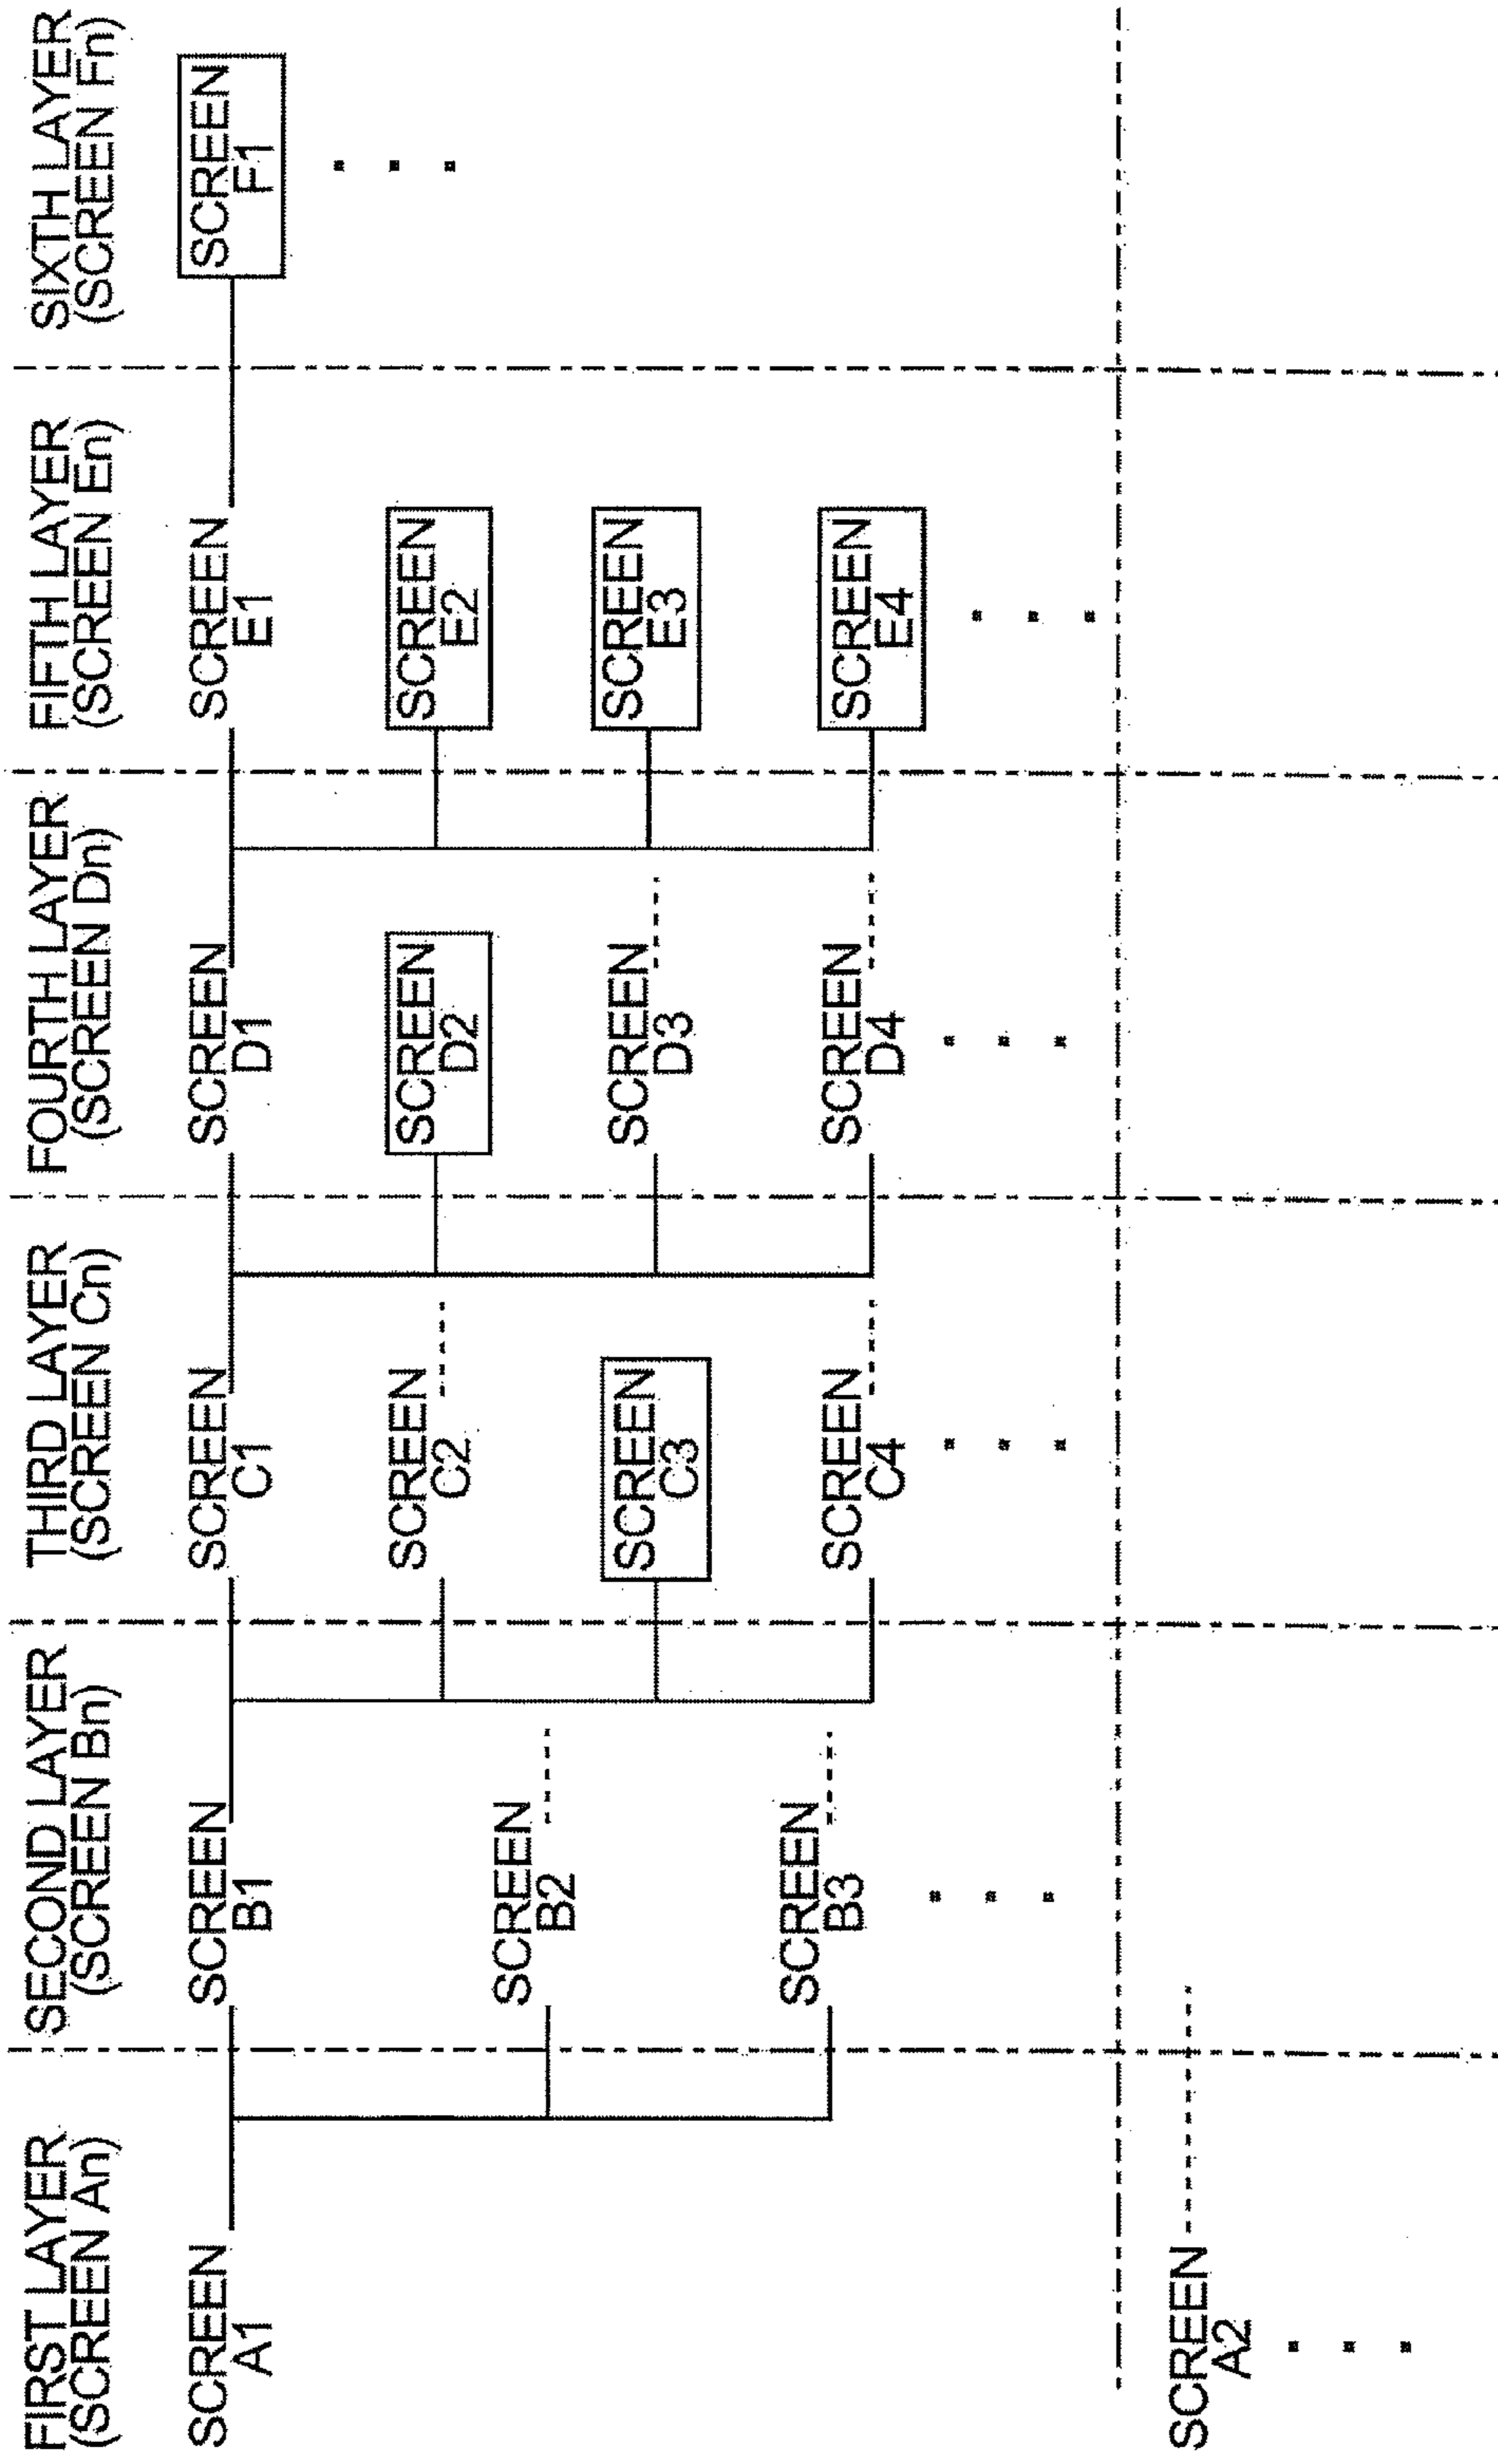 FIRST LAYER
(SCREEN An)
SECOND LAYER
(SCREEN Bn)
THIRD LAYER
(SCREEN Cn)
FOURTH LAYER
(SCREEN Dn)
FIFTH LAYER
(SCREEN En)
SIXTH LAYER
(SCREEN Fn)
SCREEN
A1
SCREEN
B1
SCREEN
C1
SCREEN
D1
SCREEN
E1
SCREEN
F1
SCREEN
B2
SCREEN
C2
SCREEN
D2
SCREEN
E2
SCREEN
B3
SCREEN
C3
SCREEN
D3
SCREEN
E3
SCREEN
C4
SCREEN
D4
SCREEN
E4
SCREEN
A2